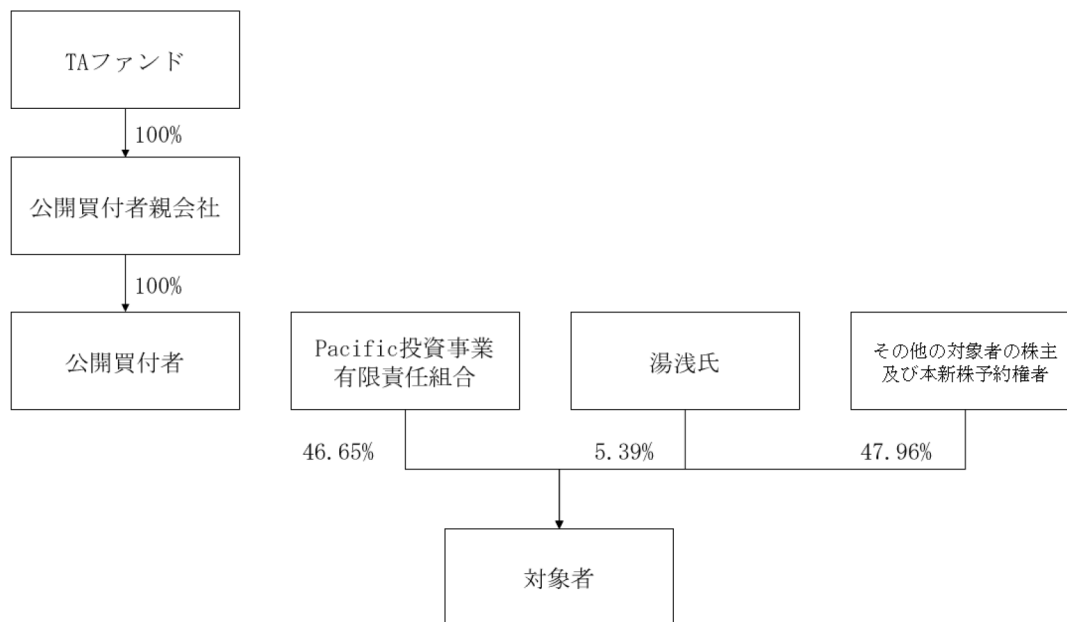 TAファンド
100%
公開買付者親会社
100%
公開買付者
Pacific投資事業
有限責任組合
湯浅氏
その他の対象者の株主
及び本新株予約権者
46.65%
5.39%
47.96%
対象者